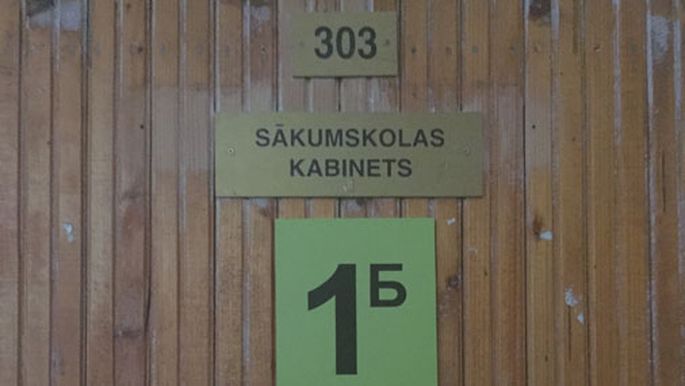 303
SĀKUMSKOLAS
KABINETS
1Б